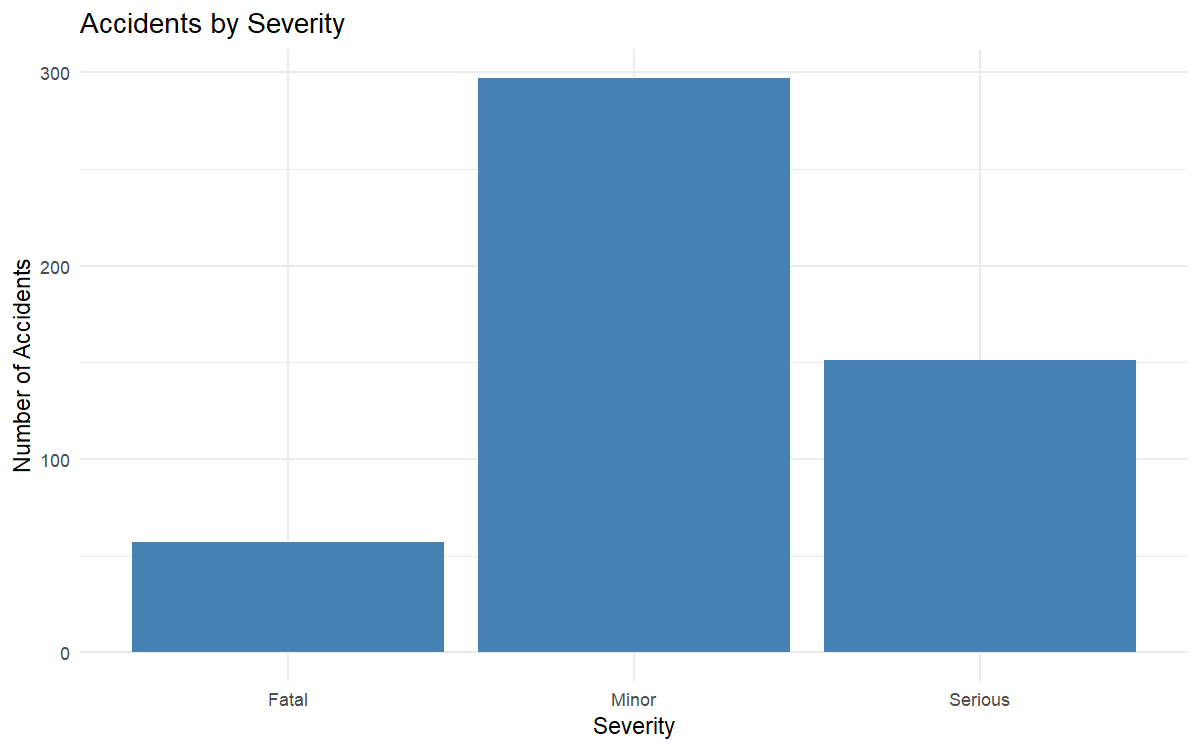 Accidents by Severity
300
200
100
0
Number of Accidents
Fatal
Minor
Serious
Severity